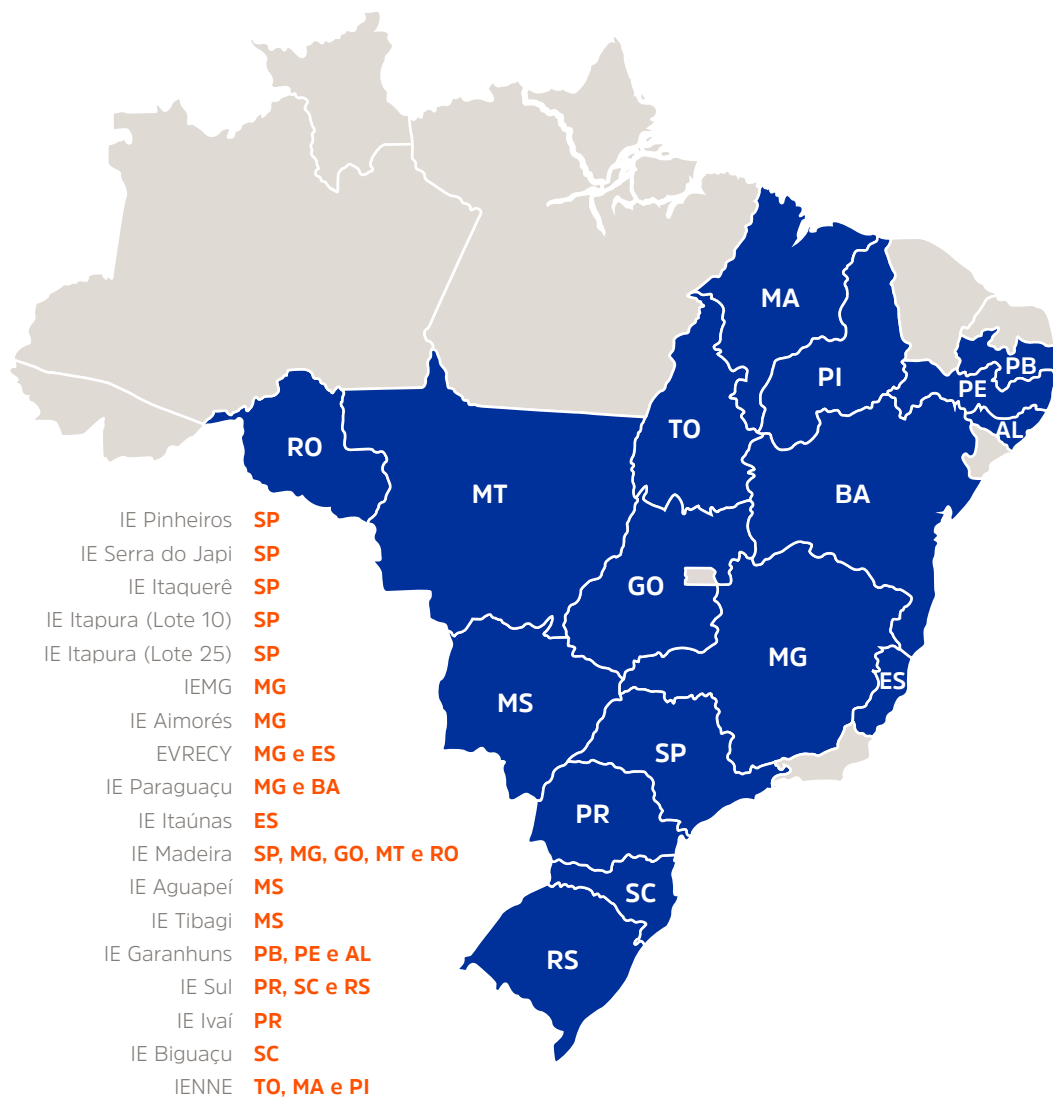 MA
PI
PB
PE
AL
TO
RO
MT
BA
GO
MG
ES
MS
SP
PR
SC
RS
IE Pinheiros SP
IE Serra do Japi SP
IE Itaquerê SP
IE Itapura (Lote 10) SP
IE Itapura (Lote 25) SP
IEMG MG
IE Aimorés MG
EVRECY MG e ES
IE Paraguaçu MG e BA
IE Itaúnas ES
IE Madeira SP, MG, GO, MT e RO
IE Aguapeí MS
IE Tibagi MS
IE Garanhuns PB, PE e AL
IE Sul PR, SC e RS
IE Ivaí PR
IE Biguaçu SC
IENNE TO, MA e PI